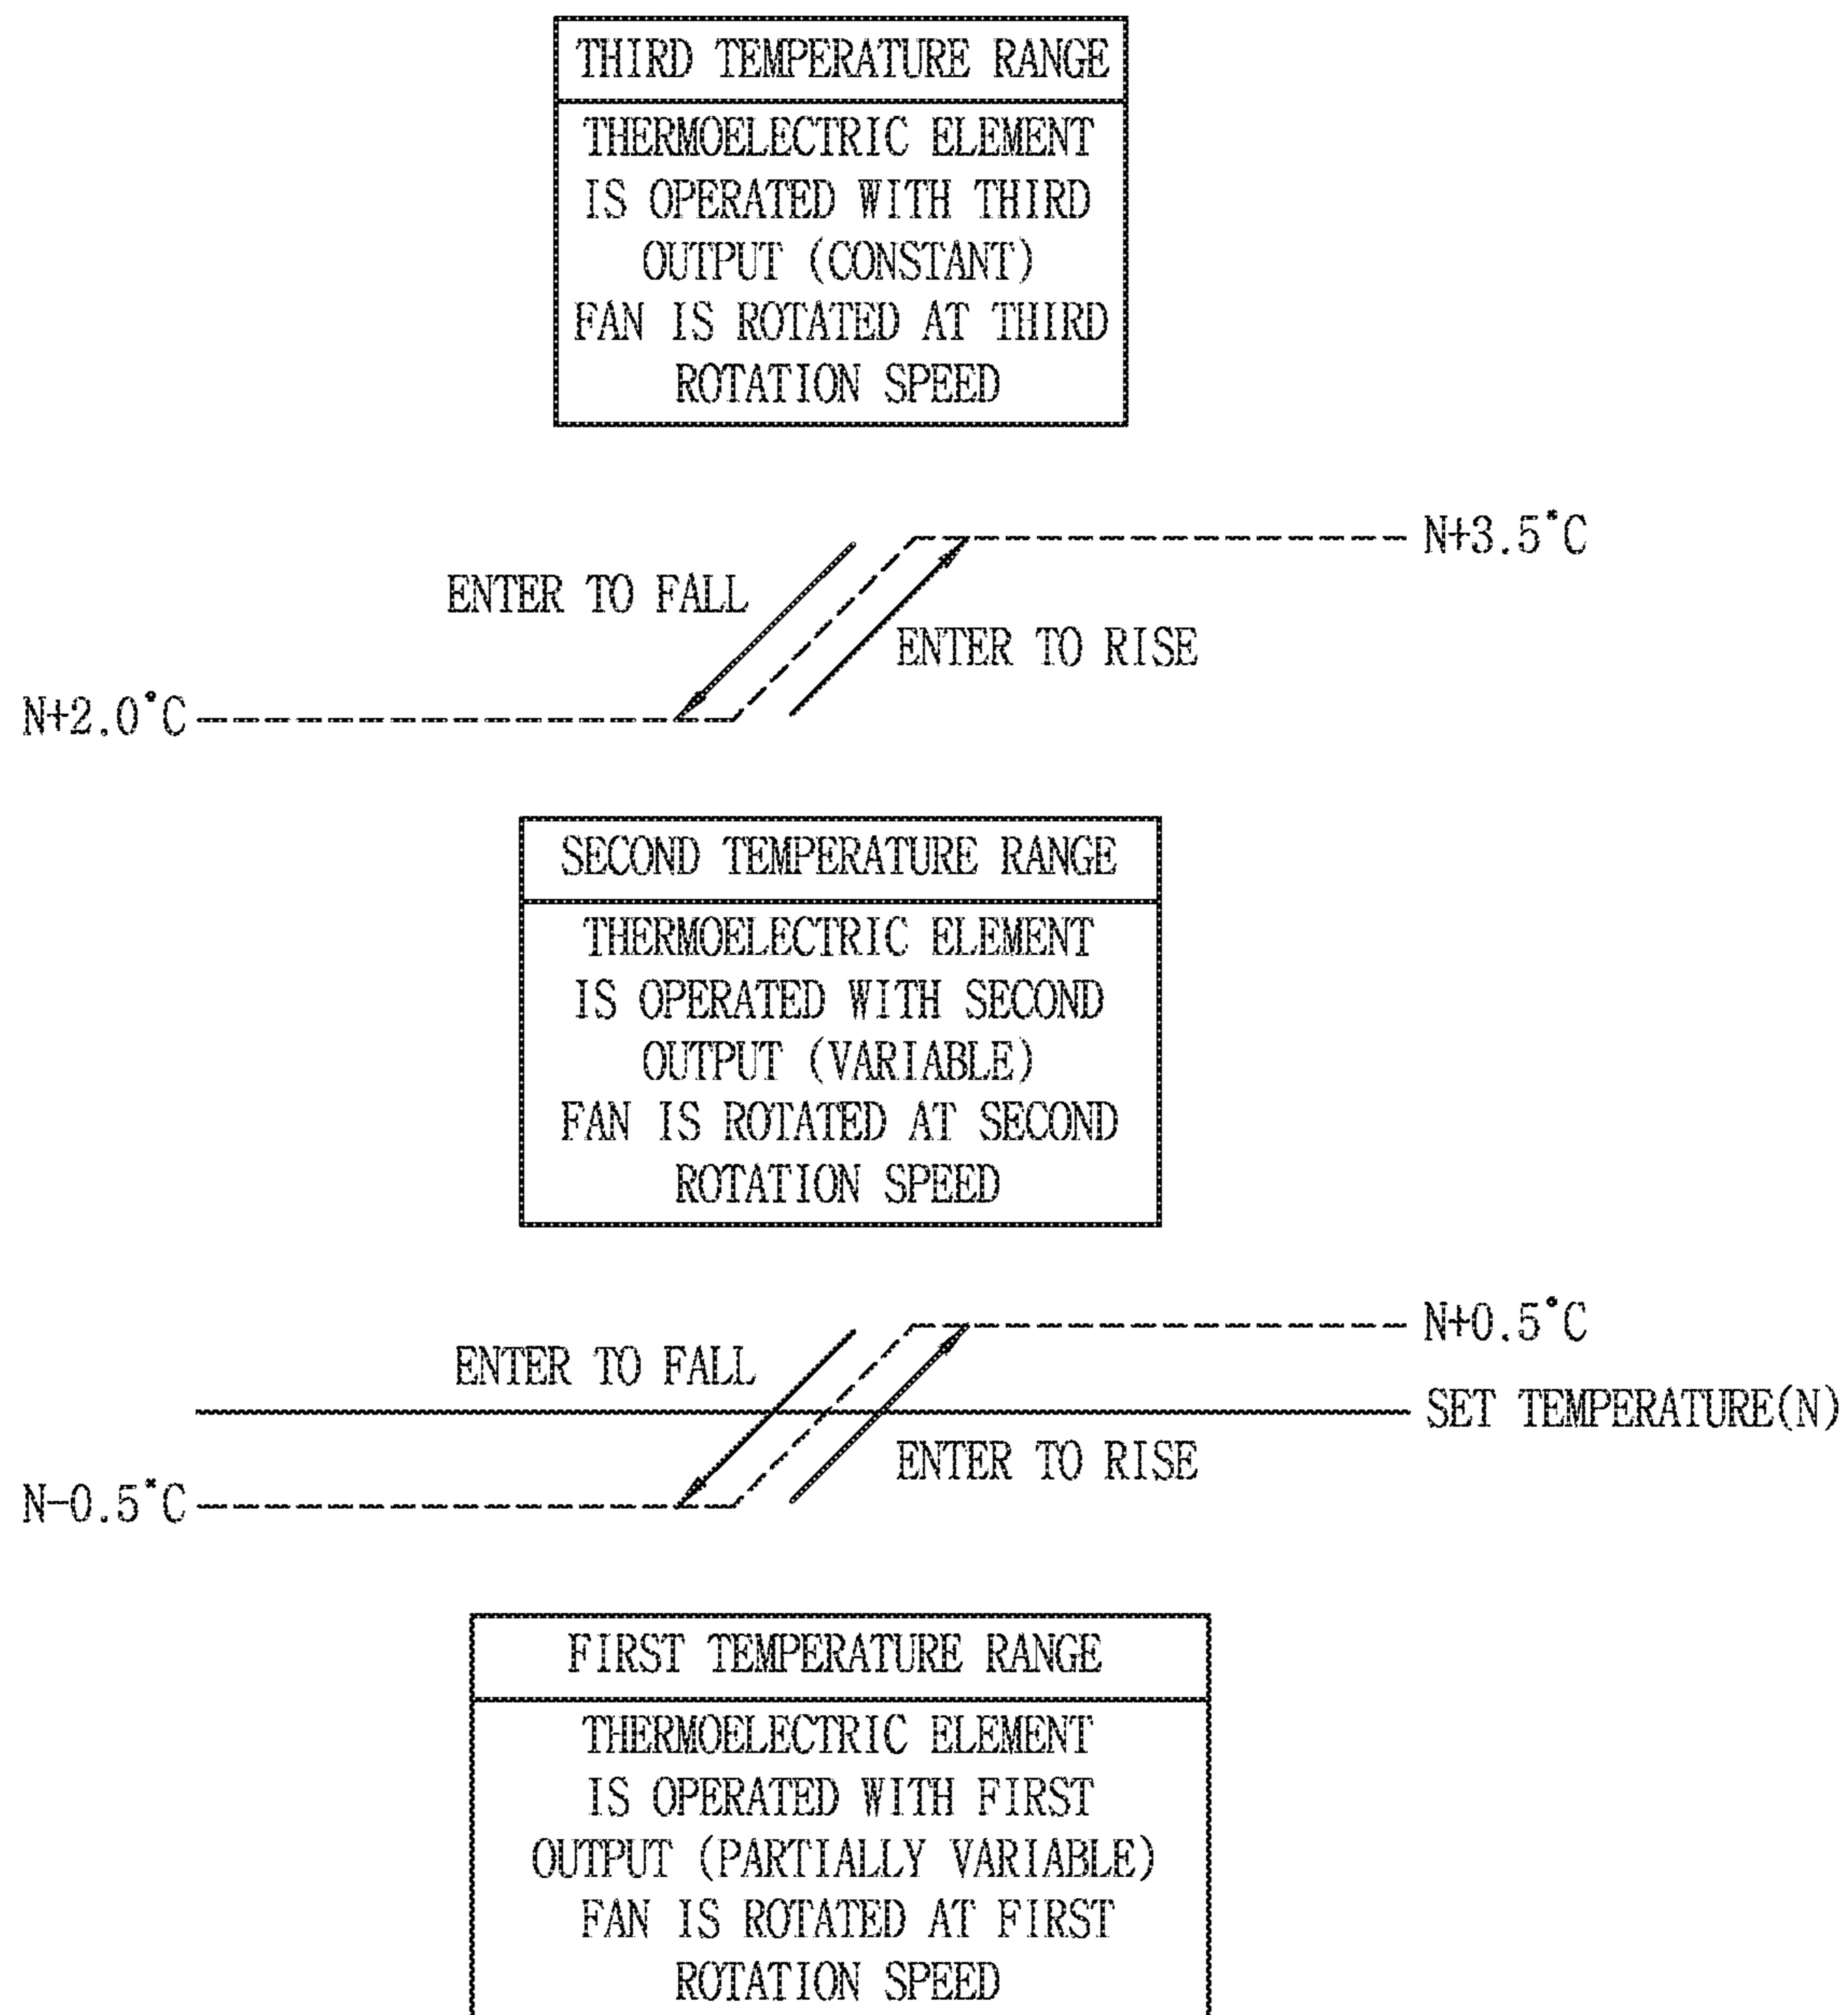 THIRD TEMPERATURE RANGE
THERMOELECTRIC ELEMENT
IS OPERATED WITH THIRD
OUTPUT (CONSTANT)
FAN IS ROTATED AT THIRD
ROTATION SPEED
N+3.5°C
ENTER TO FALL
ENTER TO RISE
N+2.0°C
SECOND TEMPERATURE RANGE
THERMOELECTRIC ELEMENT
IS OPERATED WITH SECOND
OUTPUT (VARIABLE)
FAN IS ROTATED AT SECOND
ROTATION SPEED
N+0.5°C
ENTER TO FALL
SET TEMPERATURE(N)
ENTER TO RISE
N-0.5°C
FIRST TEMPERATURE RANGE
THERMOELECTRIC ELEMENT
IS OPERATED WITH FIRST
OUTPUT (PARTIALLY VARIABLE)
FAN IS ROTATED AT FIRST
ROTATION SPEED